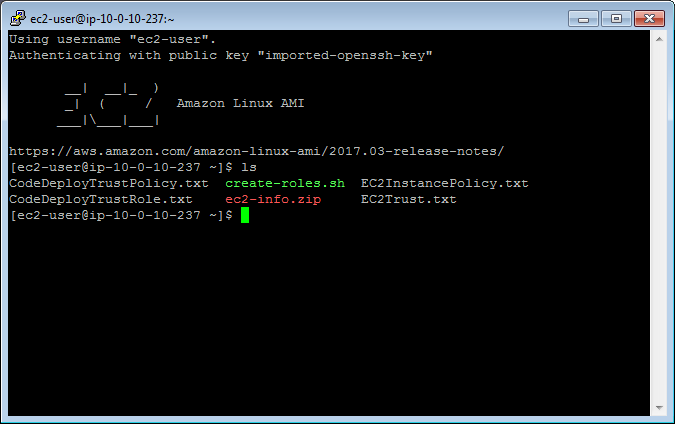 ec2-user@ip-10-0-10-237:~
Using username "ec2-user".
Authenticating with public key "imported-openssh-key"
__|  __|_  )
_|  (     /   Amazon Linux AMI
___|\___|___|
https://aws.amazon.com/amazon-linux-ami/2017.03-release-notes/
[ec2-user@ip-10-0-10-237 ~]$ ls
CodeDeployTrustPolicy.txt  create-roles.sh  EC2InstancePolicy.txt
CodeDeployTrustRole.txt    ec2-info.zip     EC2Trust.txt
[ec2-user@ip-10-0-10-237 ~]$